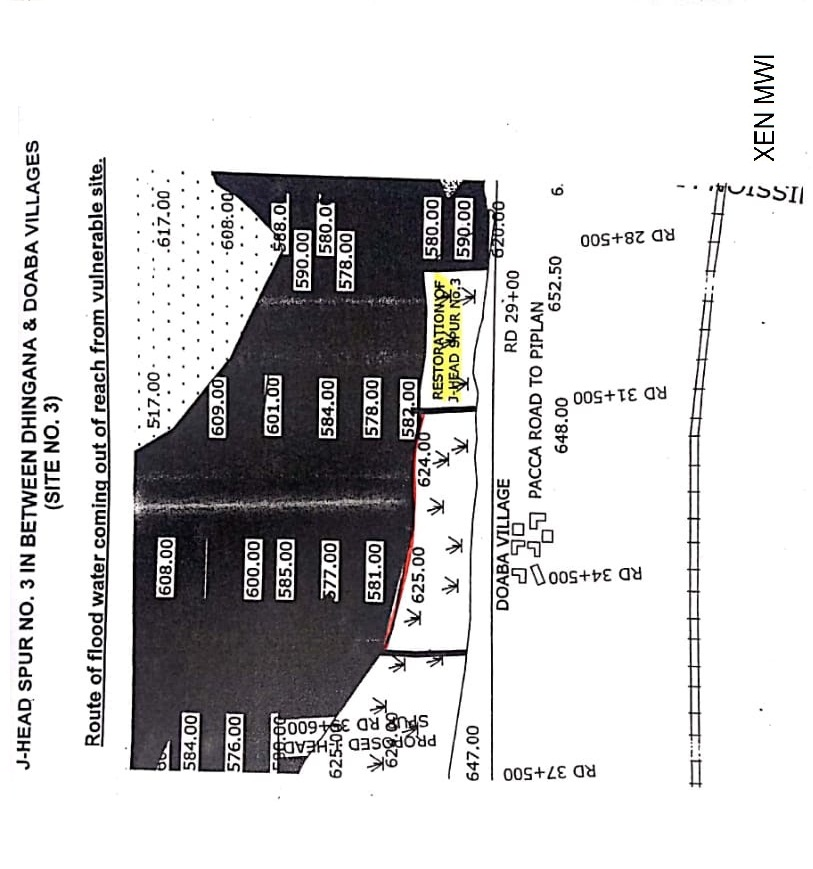 J-HEAD SPUR NO. 3 IN BETWEEN DHINGANA & DOABA VILLAGES
(SITE NO. 3)
Route of flood water coming out of reach from vulnerable site.
517.00
.617.00
609.00
608.00
608.00
601.00
600.00
590.00
580.00
585.00
584.00
578.00
584.00
577.00
578.00
576.00
581.00
582.00
580.00
590.00
624.00
625.00
RESTORATION OF
J-HEAD SPUR No.3
PROPOSED J-HEAD
SPUR RD 35+600
647.00
620.00
DOABA VILLAGE
RD 29+00
PACCA ROAD TO PIPLAN
648.00
652.50
6.
RD 37+500
RD 34+500
RD 31+500
RD 28+500
XEN MWI